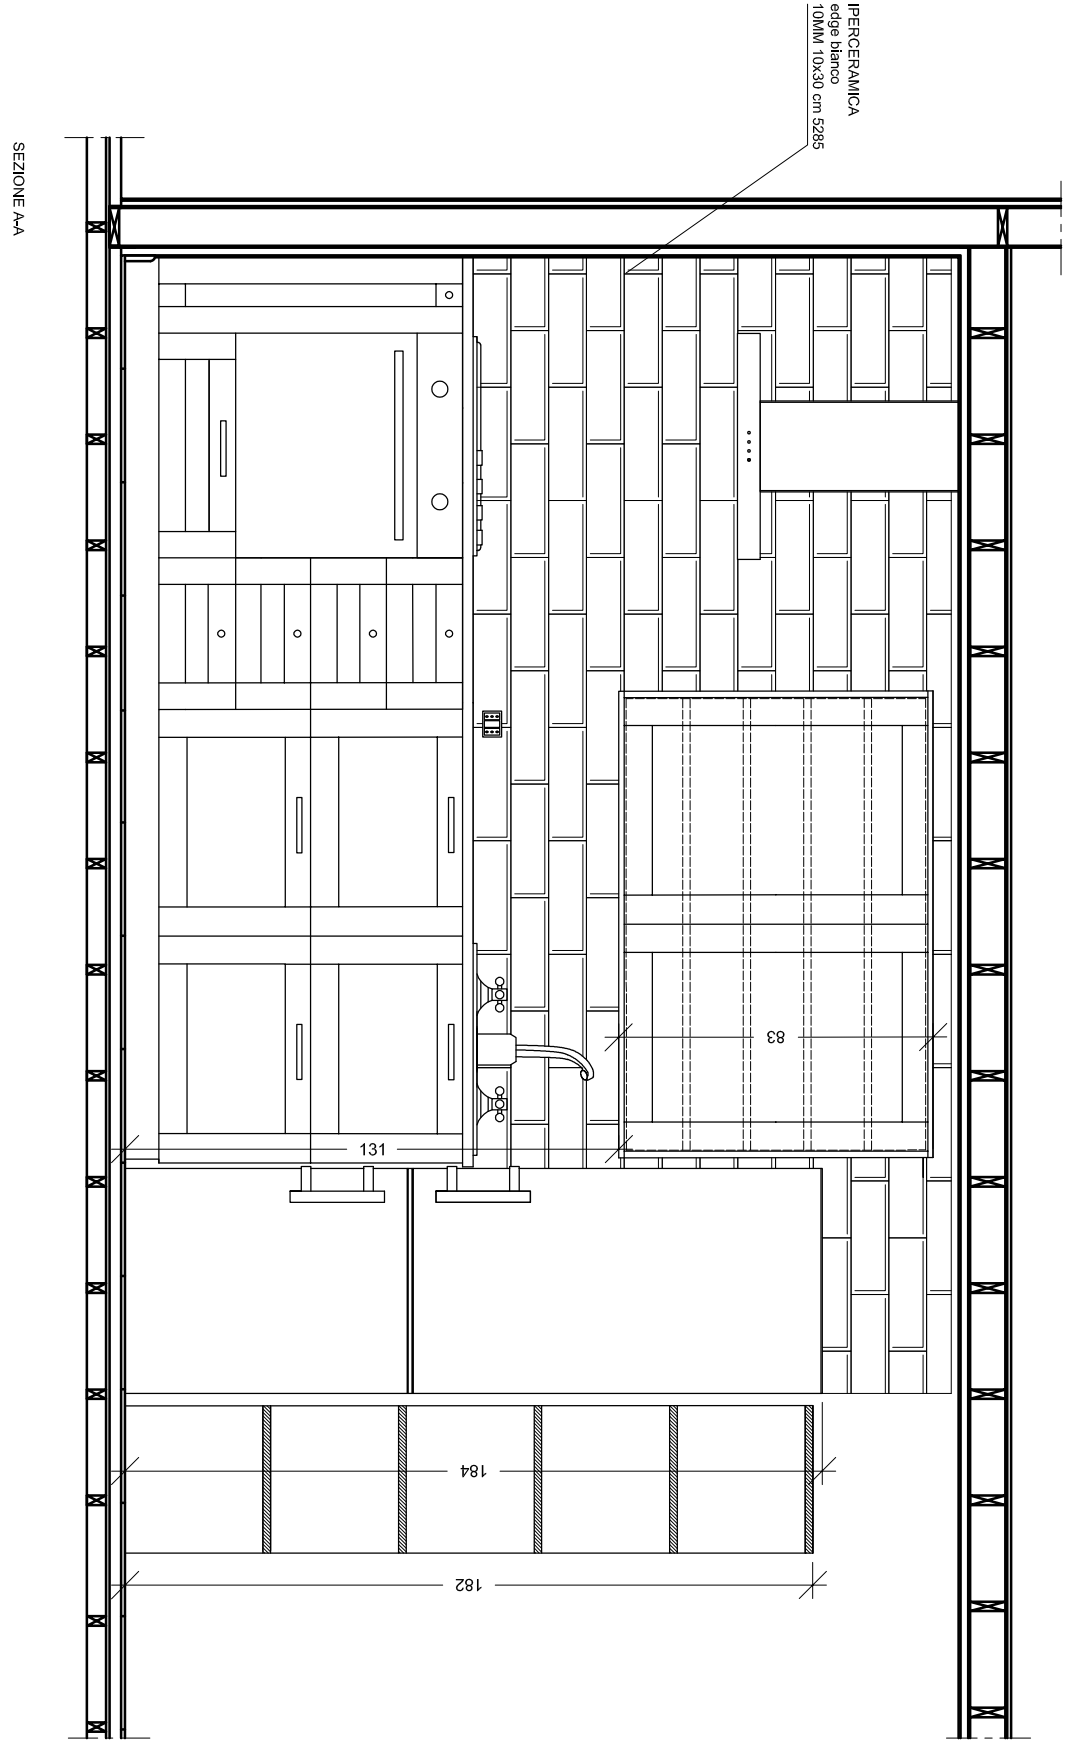 IPERCERAMICA
edge bianco
10MM 10x30 cm 5285
83
131
184
182
SEZIONE A-A